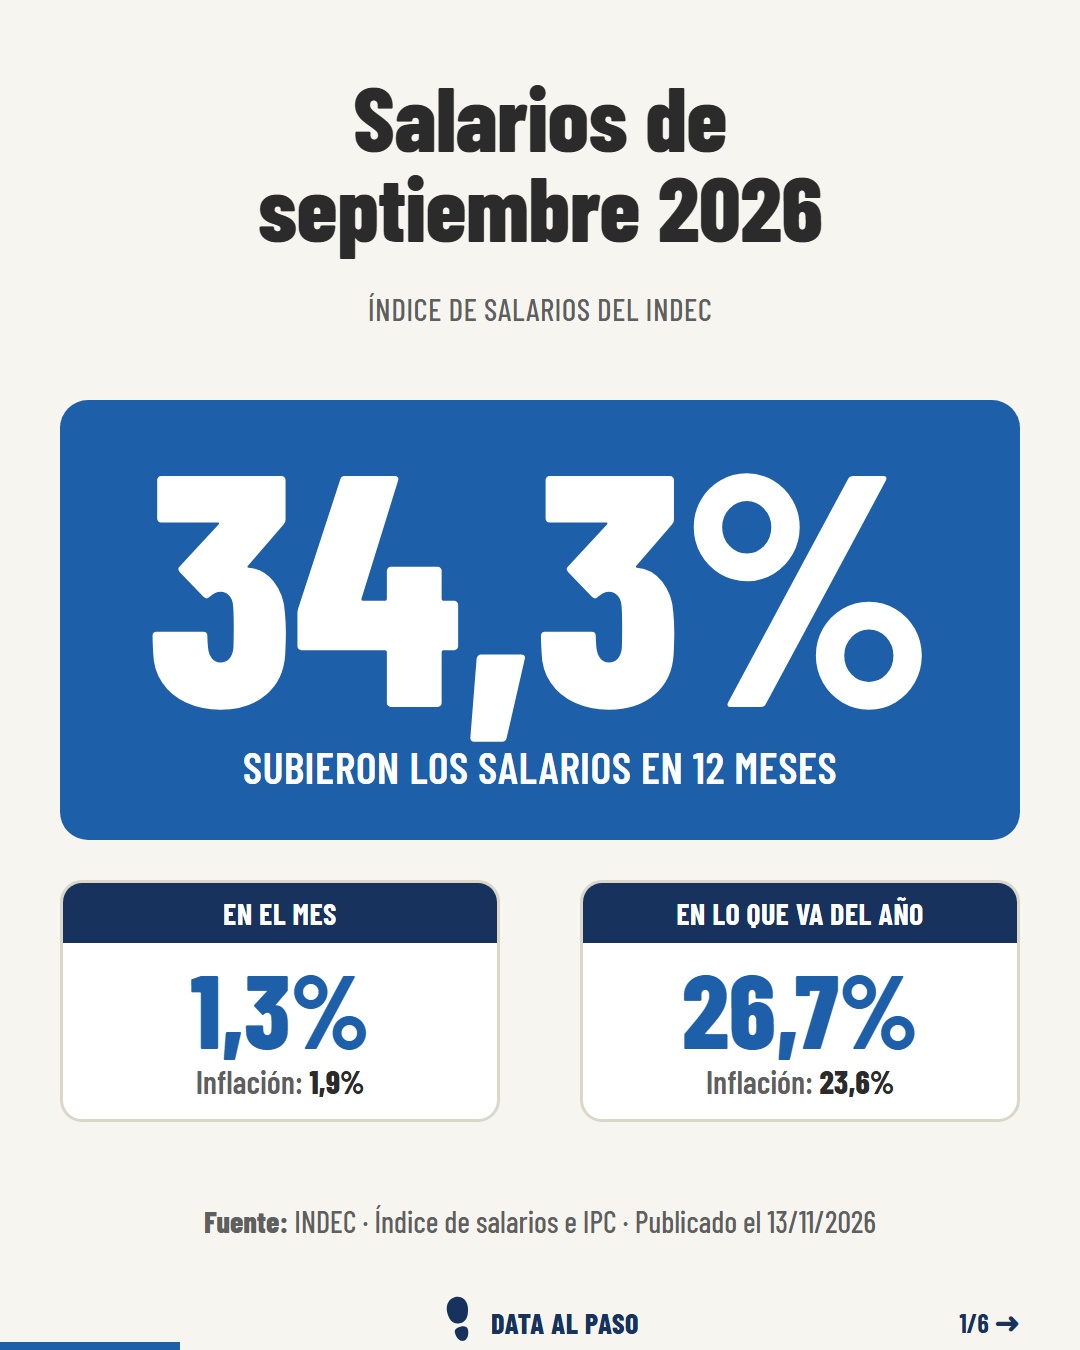 Salarios de
septiembre 2026
ÍNDICE DE SALARIOS DEL INDEC
34,3%
SUBIERON LOS SALARIOS EN 12 MESES
EN EL MES
1,3%
Inflación: 1,9%
EN LO QUE VA DEL AÑO
26,7%
Inflación: 23,6%
Fuente: INDEC · Índice de salarios e IPC · Publicado el 13/11/2026
DATA AL PASO
1/6 →